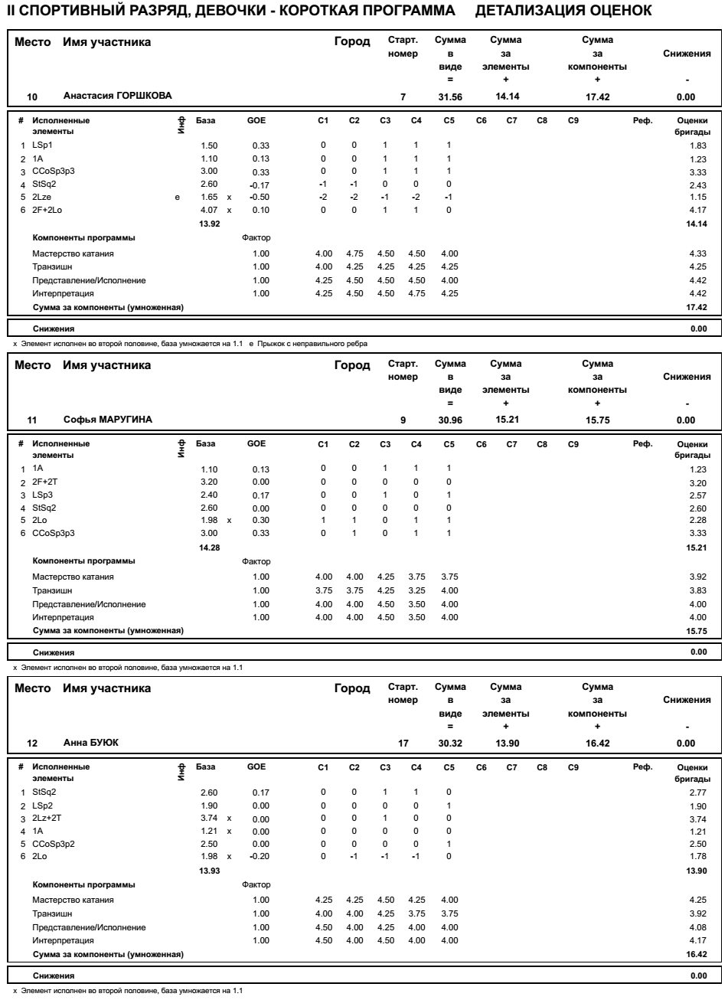 II СПОРТИВНЫЙ РАЗРЯД, ДЕВОЧКИ - КОРОТКАЯ ПРОГРАММА ДЕТАЛИЗАЦИЯ ОЦЕНОК
Место Имя участника Город Старт. номер Сумма в виде = Сумма за элементы + Сумма за компоненты + Снижения -
10 Анастасия ГОРШКОВА 7 31.56 14.14 17.42 0.00
# Исполненные элементы Инф База GOE C1 C2 C3 C4 C5 C6 C7 C8 C9 Реф. Оценки бригады
1 LSp1 1.50 0.33 0 0 1 1 1 1.83
2 1A 1.10 0.13 0 0 1 1 1 1.23
3 CCoSp3p3 3.00 0.33 0 0 1 1 1 3.33
4 StSq2 2.60 -0.17 -1 -1 0 0 0 2.43
5 2Lze e 1.65 x -0.50 -2 -2 -1 -2 -1 1.15
6 2F+2Lo 4.07 x 0.10 0 0 1 1 0 4.17
13.92 14.14
Компоненты программы Фактор
Мастерство катания 1.00 4.00 4.75 4.50 4.50 4.00 4.33
Транзишн 1.00 4.00 4.25 4.25 4.25 4.25 4.25
Представление/Исполнение 1.00 4.25 4.50 4.50 4.50 4.00 4.42
Интерпретация 1.00 4.25 4.50 4.50 4.75 4.25 4.42
Сумма за компоненты (умноженная) 17.42
Снижения 0.00
x Элемент исполнен во второй половине, база умножается на 1.1 e Прыжок с неправильного ребра
Место Имя участника Город Старт. номер Сумма в виде = Сумма за элементы + Сумма за компоненты + Снижения -
11 Софья МАРУГИНА 9 30.96 15.21 15.75 0.00
# Исполненные элементы Инф База GOE C1 C2 C3 C4 C5 C6 C7 C8 C9 Реф. Оценки бригады
1 1A 1.10 0.13 0 0 1 1 1 1.23
2 2F+2T 3.20 0.00 0 0 0 0 0 3.20
3 LSp3 2.40 0.17 0 0 1 0 1 2.57
4 StSq2 2.60 0.00 0 0 0 0 0 2.60
5 2Lo 1.98 x 0.30 1 1 0 1 1 2.28
6 CCoSp3p3 3.00 0.33 0 1 0 1 1 3.33
14.28 15.21
Компоненты программы Фактор
Мастерство катания 1.00 4.00 4.00 4.25 3.75 3.75 3.92
Транзишн 1.00 3.75 3.75 4.25 3.25 4.00 3.83
Представление/Исполнение 1.00 4.00 4.00 4.50 3.50 4.00 4.00
Интерпретация 1.00 4.00 4.00 4.50 3.50 4.00 4.00
Сумма за компоненты (умноженная) 15.75
Снижения 0.00
x Элемент исполнен во второй половине, база умножается на 1.1
Место Имя участника Город Старт. номер Сумма в виде = Сумма за элементы + Сумма за компоненты + Снижения -
12 Анна БУЮК 17 30.32 13.90 16.42 0.00
# Исполненные элементы Инф База GOE C1 C2 C3 C4 C5 C6 C7 C8 C9 Реф. Оценки бригады
1 StSq2 2.60 0.17 0 0 1 1 0 2.77
2 LSp2 1.90 0.00 0 0 0 0 1 1.90
3 2Lz+2T 3.74 x 0.00 0 0 1 0 0 3.74
4 1A 1.21 x 0.00 0 0 0 0 0 1.21
5 CCoSp3p2 2.50 0.00 0 0 0 0 1 2.50
6 2Lo 1.98 x -0.20 0 -1 -1 -1 0 1.78
13.93 13.90
Компоненты программы Фактор
Мастерство катания 1.00 4.25 4.25 4.50 4.25 4.00 4.25
Транзишн 1.00 4.00 4.00 4.25 3.75 3.75 3.92
Представление/Исполнение 1.00 4.50 4.00 4.25 4.00 4.00 4.08
Интерпретация 1.00 4.50 4.00 4.50 4.00 4.00 4.17
Сумма за компоненты (умноженная) 16.42
Снижения 0.00
x Элемент исполнен во второй половине, база умножается на 1.1